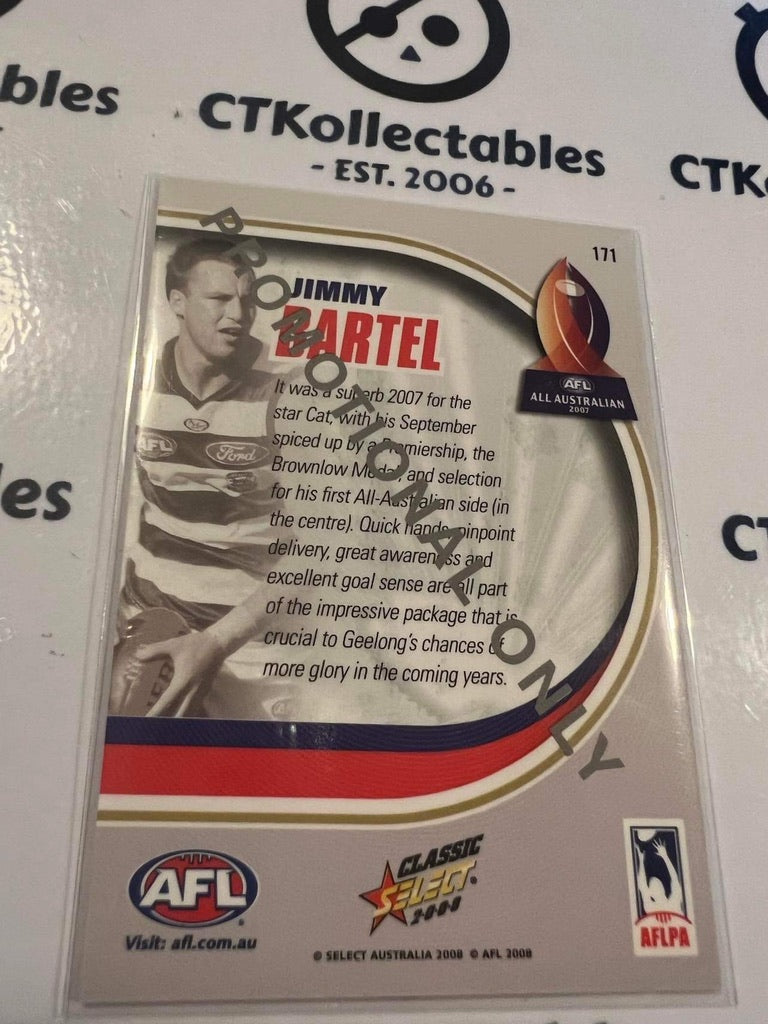 bles
CTKollectables
- EST. 2006 -
CTK
171
JIMMY
BARTEL
AFL
ALL AUSTRALIAN
2007
It was a superb 2007 for the
star Cat, with his September
spiced up by a Premiership, the
Brownlow Medal, and selection
for his first All-Australian side (in
the centre). Quick hands, pinpoint
delivery, great awareness and
excellent goal sense are all part
of the impressive package that is
crucial to Geelong's chances of
more glory in the coming years.
PROMOTIONAL ONLY
AFL
Ford
les
CT
AFL
Visit: afl.com.au
CLASSIC
SELECT
2008
© SELECT AUSTRALIA 2008 © AFL 2008
AFLPA